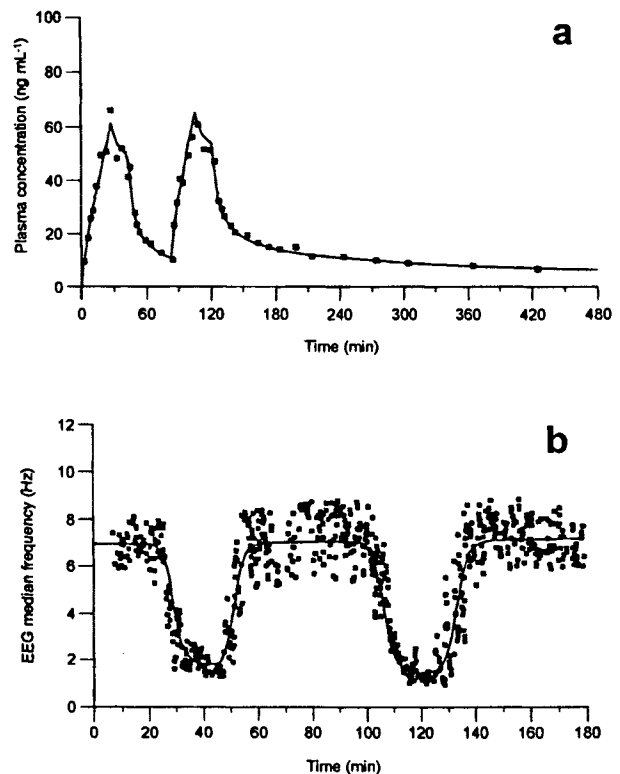 a
100
80
60
40
20
0
Plasma concentration (ng mL-1)
0 60 120 180 240 300 360 420 480
Time (min)
b
12
10
8
6
4
2
0
EEG median frequency (Hz)
0 20 40 60 80 100 120 140 160 180
Time (min)